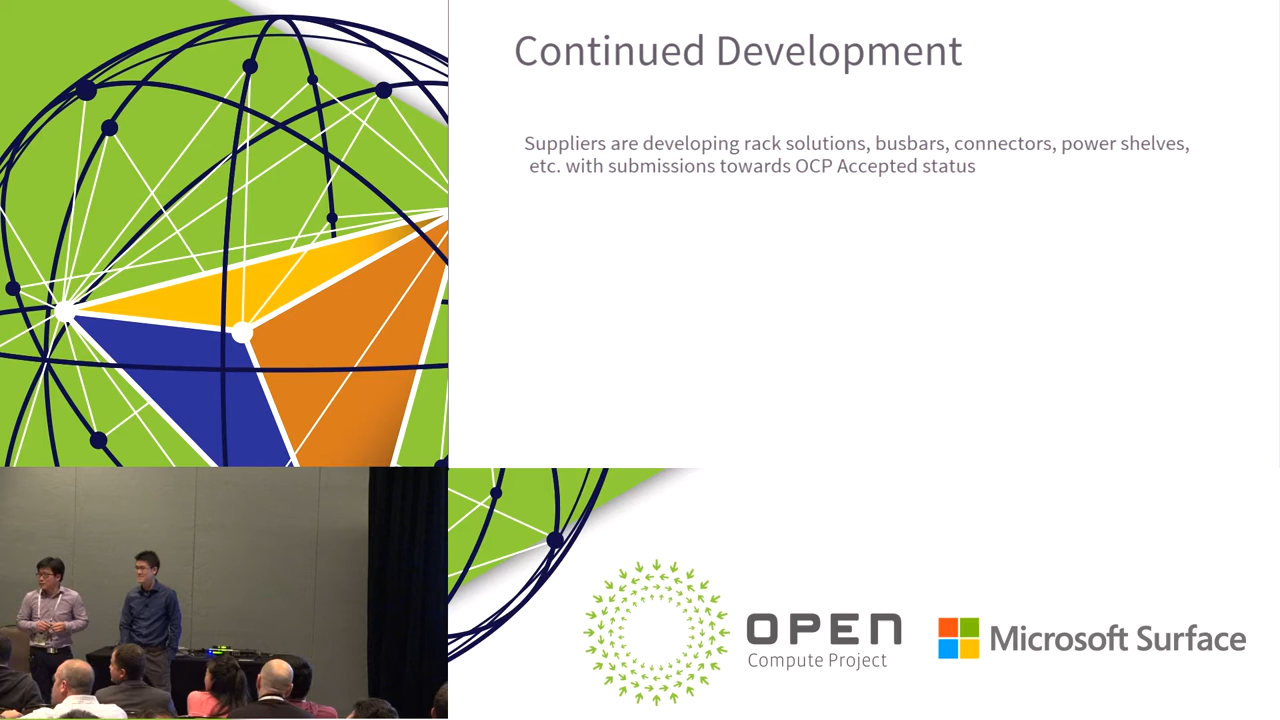 Continued Development
Suppliers are developing rack solutions, busbars, connectors, power shelves,
etc. with submissions towards OCP Accepted status
OPEN
Compute Project
Microsoft Surface